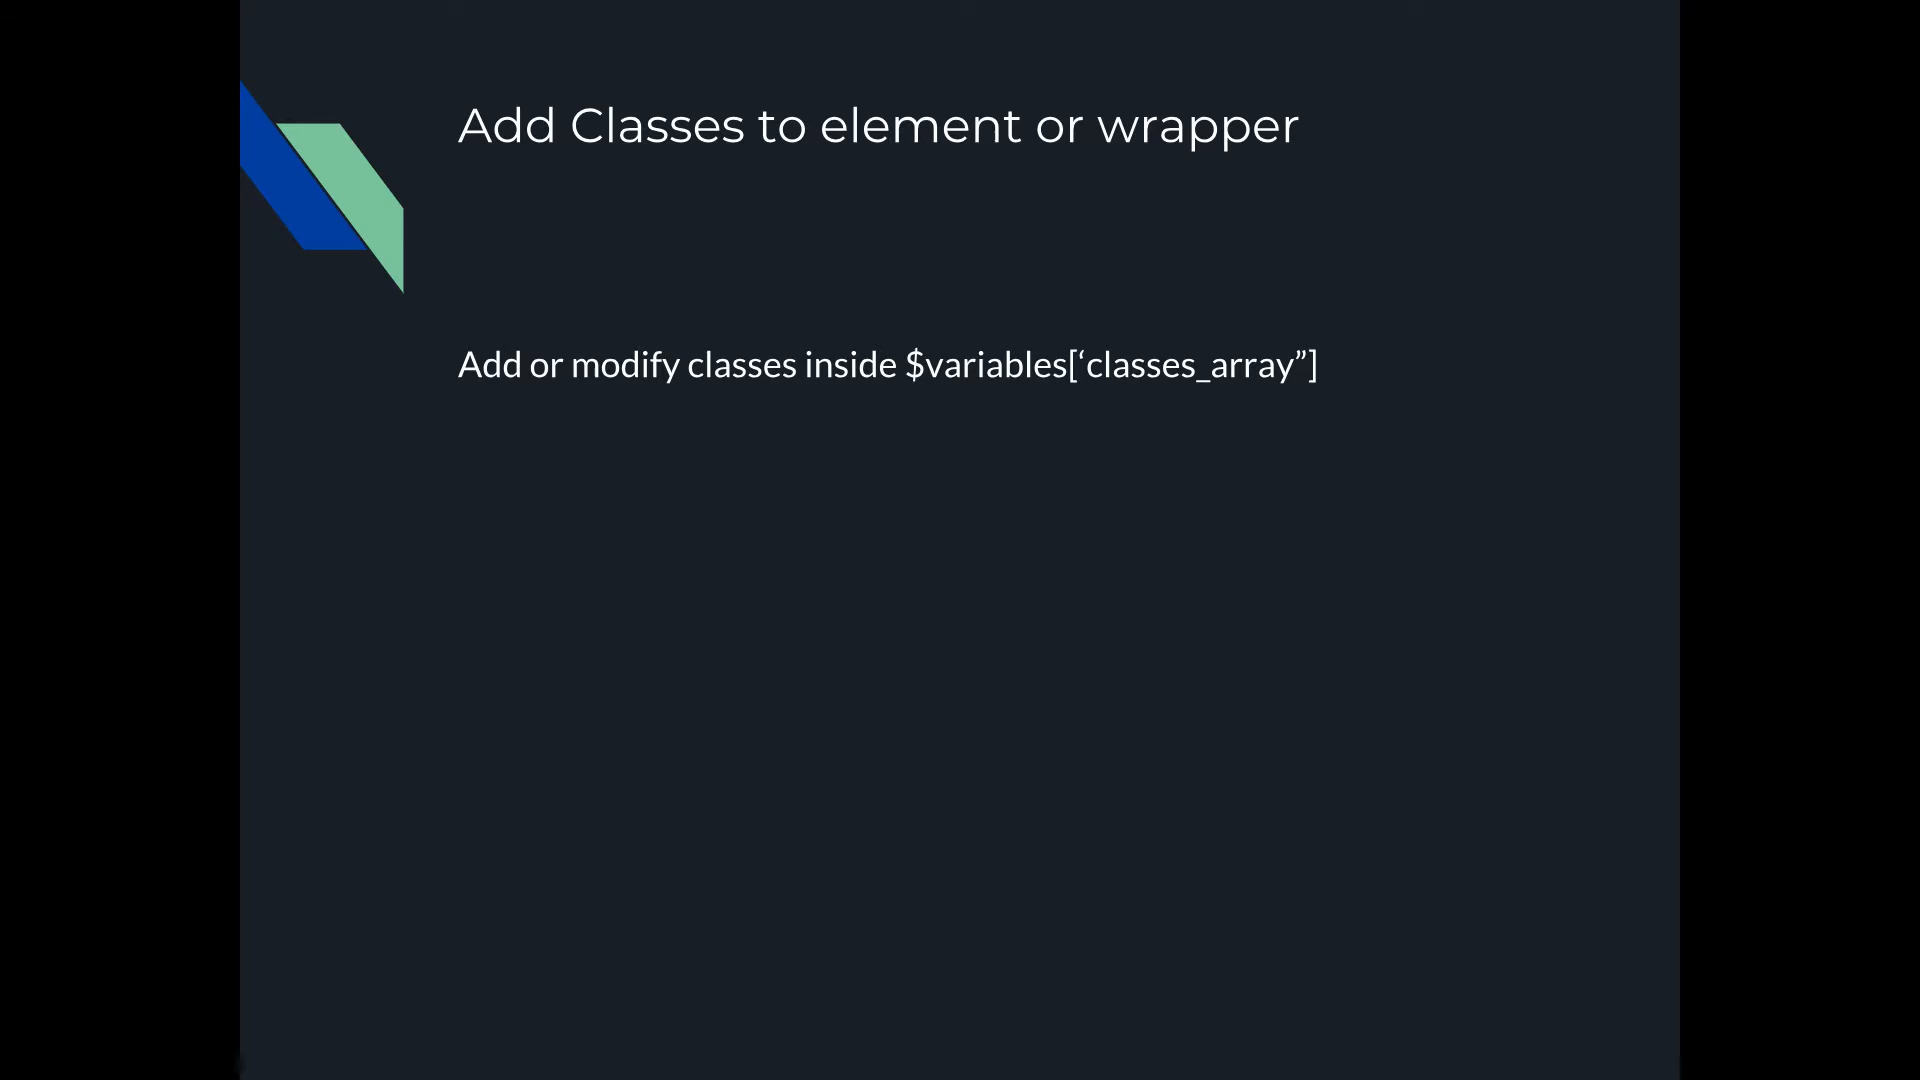 Add Classes to element or wrapper
Add or modify classes inside $variables[‘classes_array”]